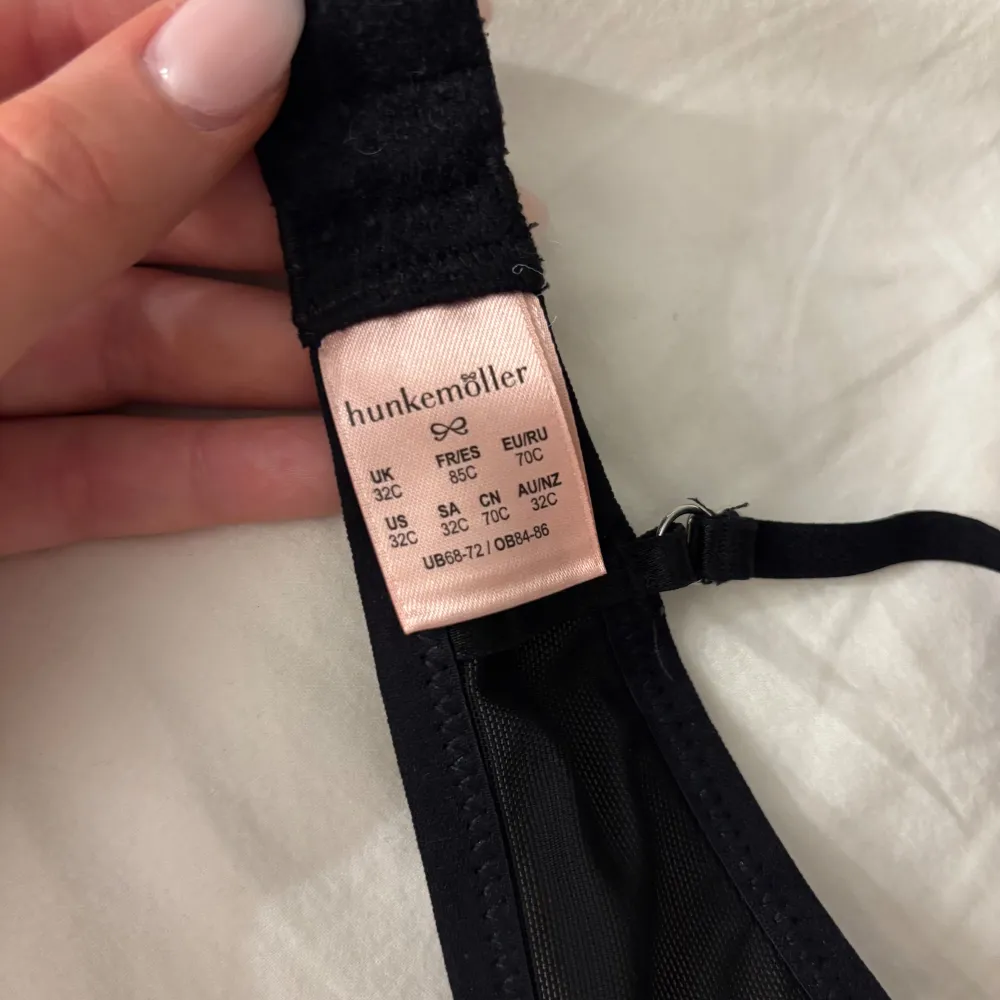 hunkemöller
UK FR/ES EU/RU
32C 85C 70C
US SA CN AU/NZ
32C 32C 70C 32C
UB68-72 / OB84-86